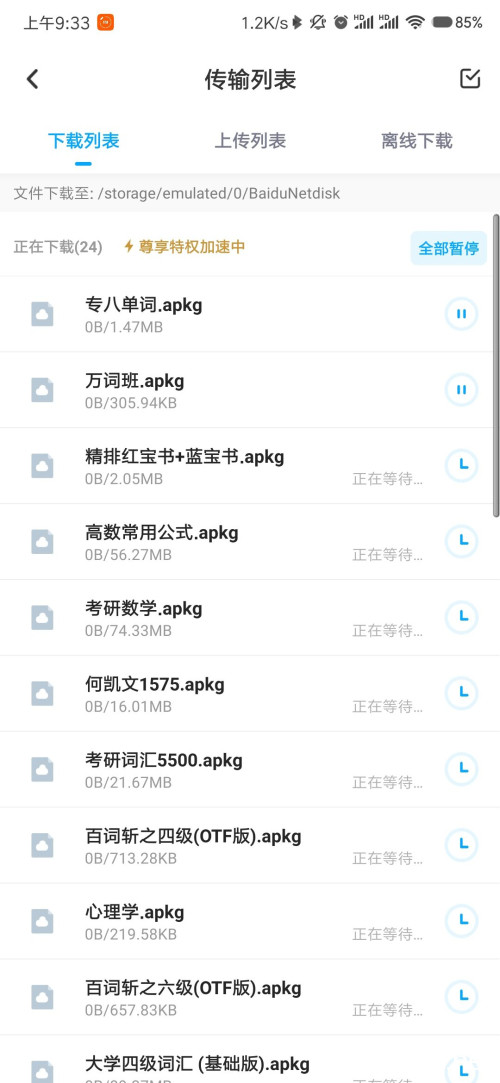 上午9:33
1.2K/s
HD
HD
85%
传输列表
下载列表
上传列表
离线下载
文件下载至: /storage/emulated/0/BaiduNetdisk
正在下载(24)
尊享特权加速中
全部暂停
专八单词.apkg
0B/1.47MB
万词班.apkg
0B/305.94KB
精排红宝书+蓝宝书.apkg
0B/2.05MB
正在等待...
高数常用公式.apkg
0B/56.27MB
正在等待...
考研数学.apkg
0B/74.33MB
正在等待...
何凯文1575.apkg
0B/16.01MB
正在等待...
考研词汇5500.apkg
0B/21.67MB
正在等待...
百词斩之四级(OTF版).apkg
0B/713.28KB
正在等待...
心理学.apkg
0B/219.58KB
正在等待...
百词斩之六级(OTF版).apkg
0B/657.83KB
正在等待...
大学四级词汇 (基础版).apkg